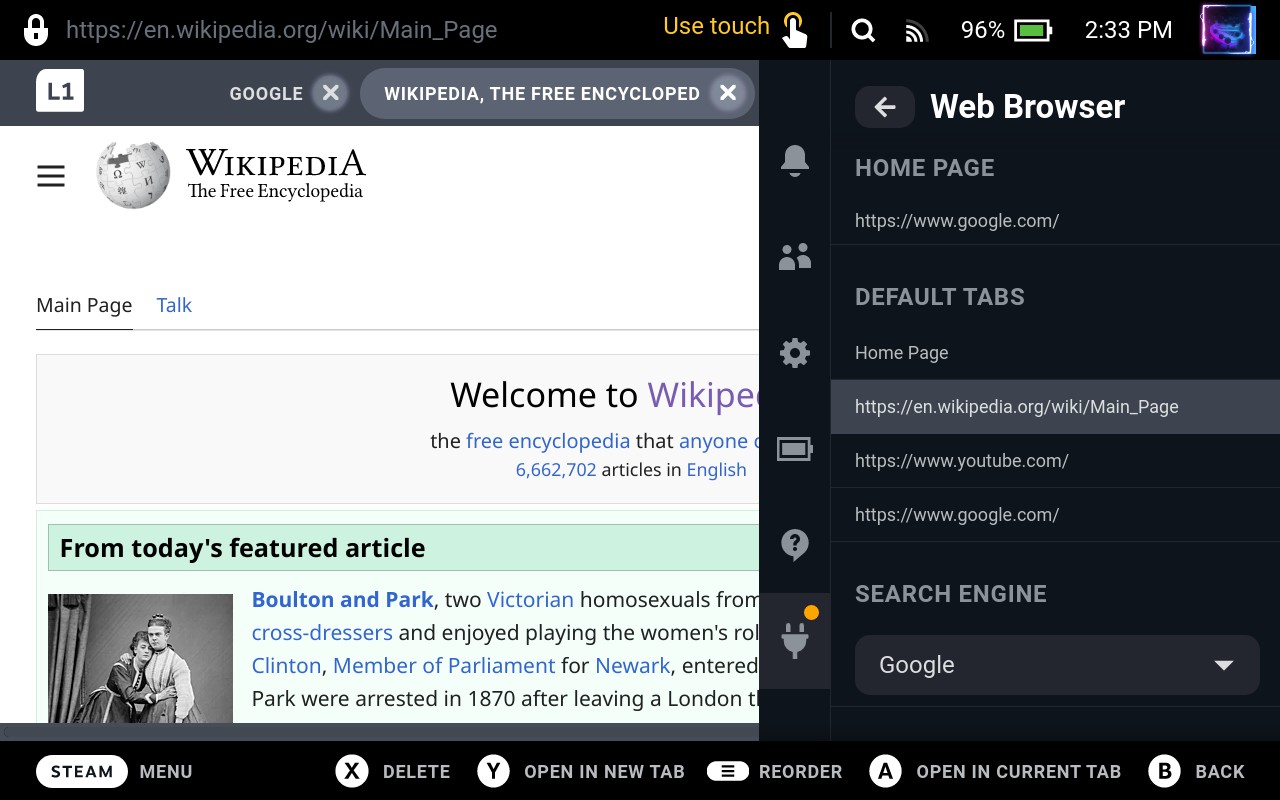 https://en.wikipedia.org/wiki/Main_Page
Use touch
96%
2:33 PM
L1
GOOGLE
WIKIPEDIA, THE FREE ENCYCLOPED
WIKIPEDIA
The Free Encyclopedia
Main Page
Talk
Welcome to Wikipe
the free encyclopedia that anyone
6,662,702 articles in English
From today's featured article
Boulton and Park, two Victorian homosexuals from
cross-dressers and enjoyed playing the women's rol
Clinton, Member of Parliament for Newark, entered
Park were arrested in 1870 after leaving a London t
Web Browser
HOME PAGE
https://www.google.com/
DEFAULT TABS
Home Page
https://en.wikipedia.org/wiki/Main_Page
https://www.youtube.com/
https://www.google.com/
SEARCH ENGINE
Google
STEAM MENU
X DELETE
Y OPEN IN NEW TAB
REORDER
A OPEN IN CURRENT TAB
B BACK